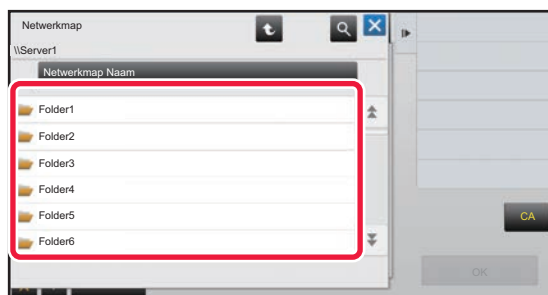 Netwerkmap
\\Server1
Netwerkmap Naam
Folder1
Folder2
Folder3
Folder4
Folder5
Folder6
CA
OK